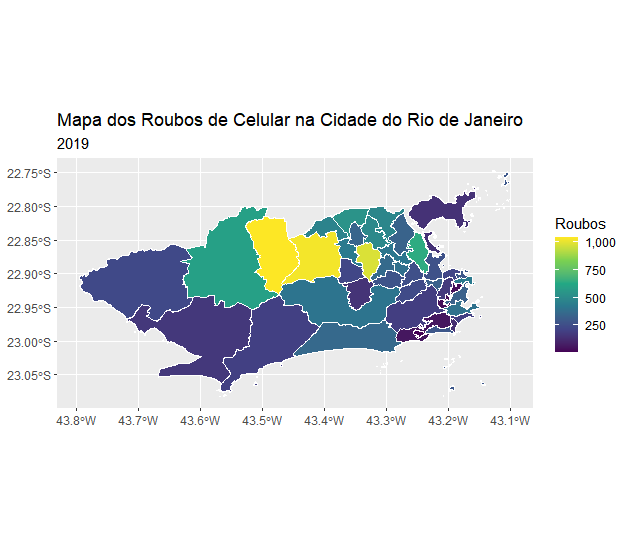 Mapa dos Roubos de Celular na Cidade do Rio de Janeiro
2019
22.75°S
22.80°S
22.85°S
22.90°S
22.95°S
23.00°S
23.05°S
43.8°W 43.7°W 43.6°W 43.5°W 43.4°W 43.3°W 43.2°W 43.1°W
Roubos
1,000
750
500
250